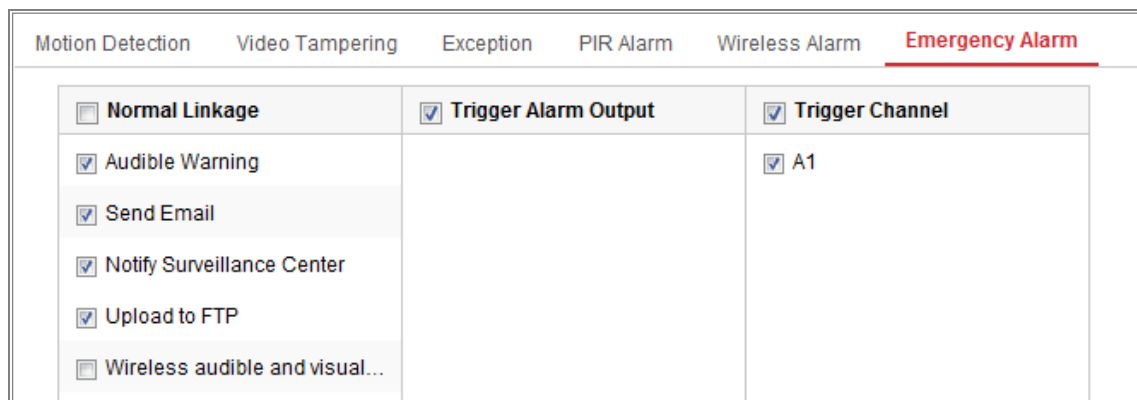 Motion Detection Video Tampering Exception PIR Alarm Wireless Alarm Emergency Alarm
Normal Linkage Trigger Alarm Output Trigger Channel
Audible Warning A1
Send Email
Notify Surveillance Center
Upload to FTP
Wireless audible and visual...